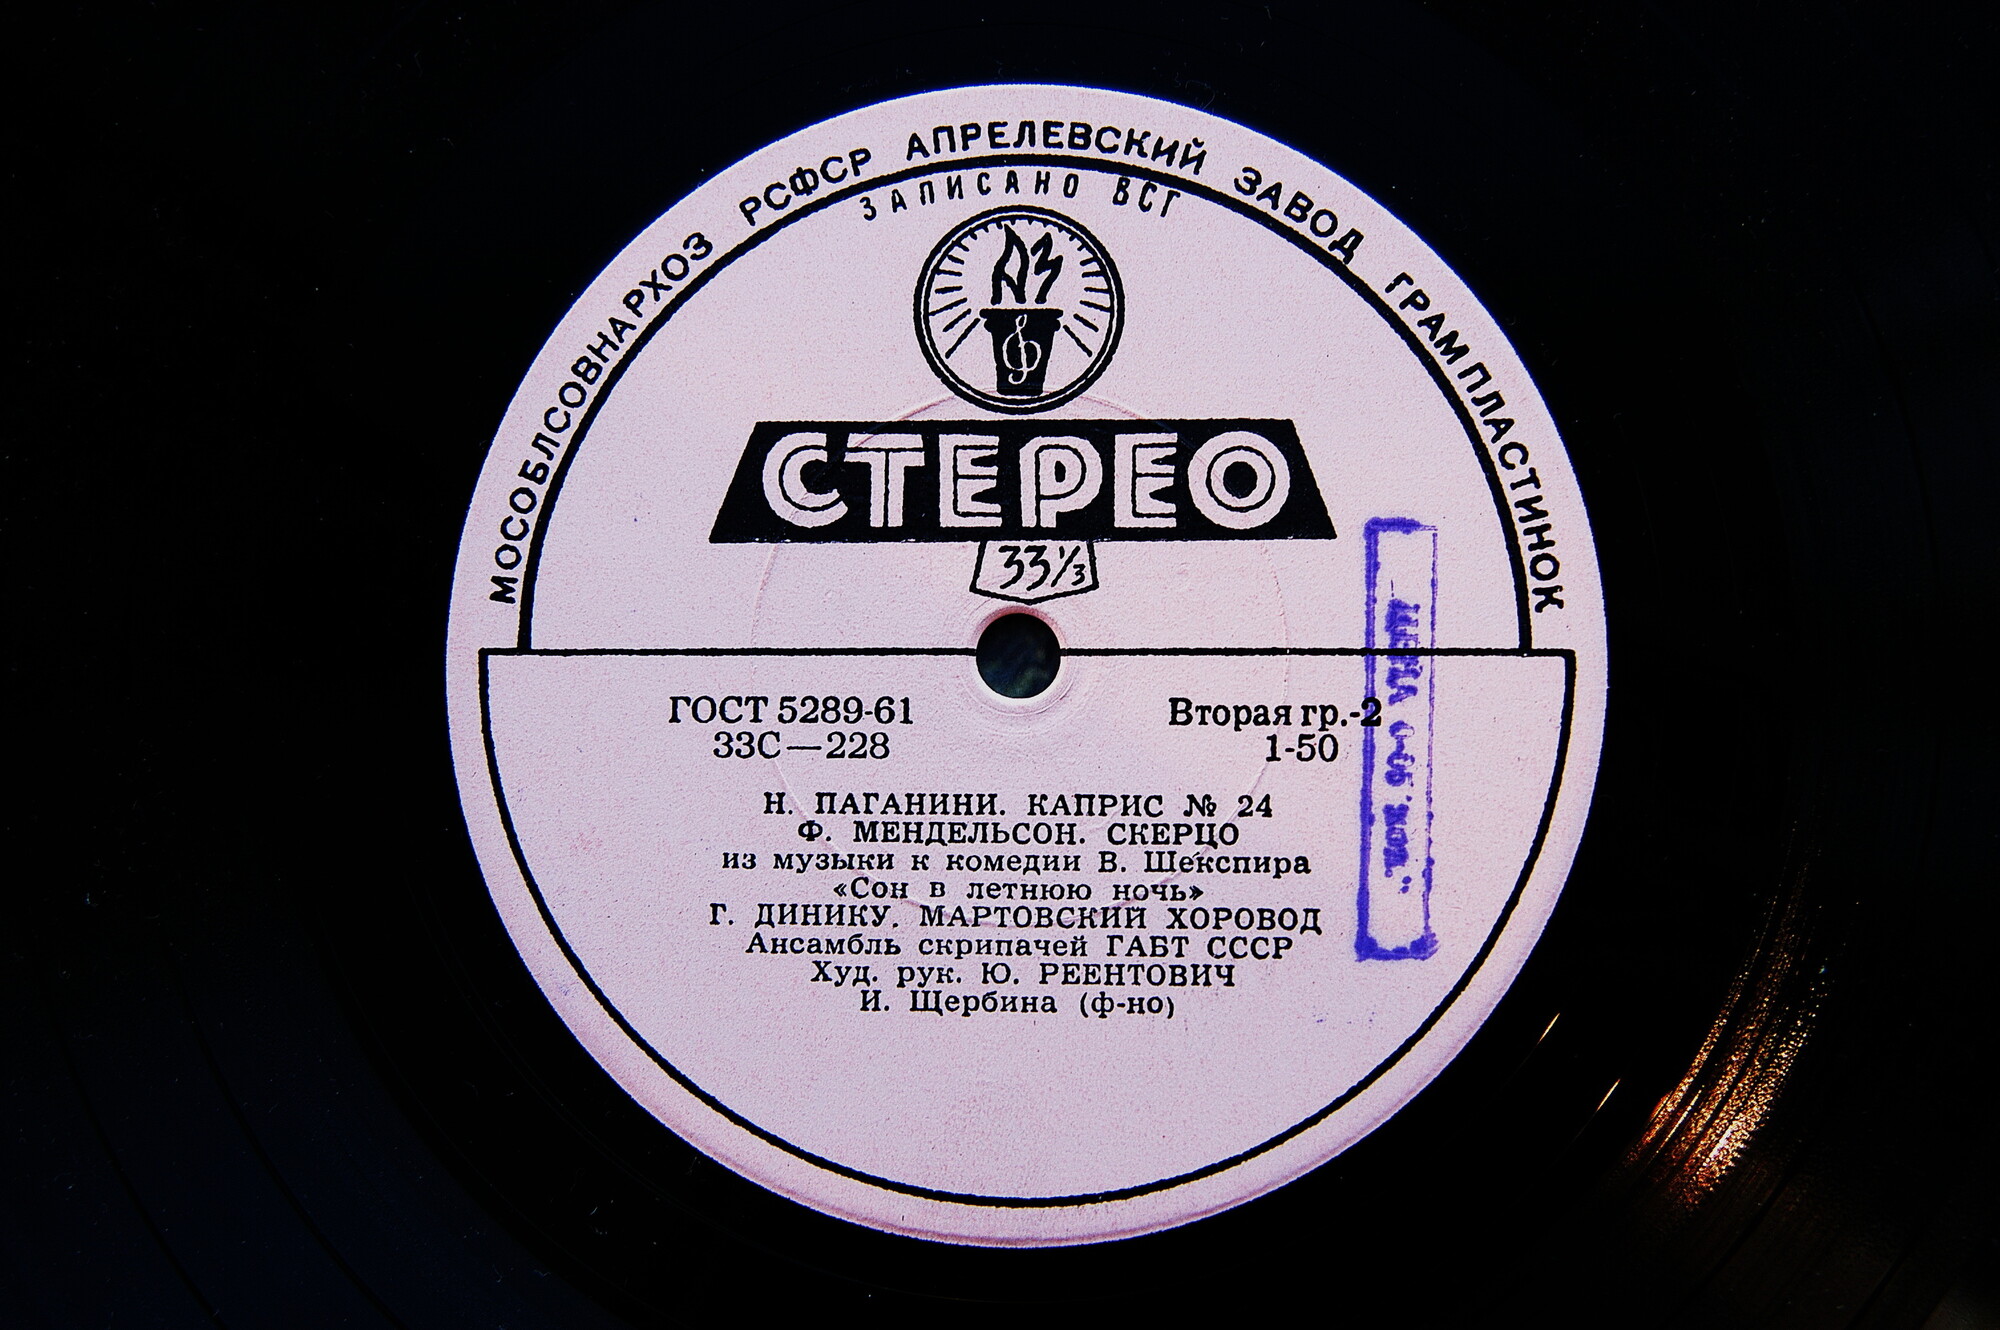 МОСОБЛСОВНАРХОЗ РСФСР АПРЕЛЕВСКИЙ ЗАВОД ГРАМПЛАСТИНОК
ЗАПИСАНО ВСГ
АЗ
СТЕРЕО
33⅓
ГОСТ 5289-61 Вторая гр.-2
33С—228 1-50
Н. ПАГАНИНИ. КАПРИС № 24
Ф. МЕНДЕЛЬСОН. СКЕРЦО
из музыки к комедии В. Шекспира
«Сон в летнюю ночь»
Г. ДИНИКУ. МАРТОВСКИЙ ХОРОВОД
Ансамбль скрипачей ГАБТ СССР
Худ. рук. Ю. РЕЕНТОВИЧ
И. Щербина (ф-но)